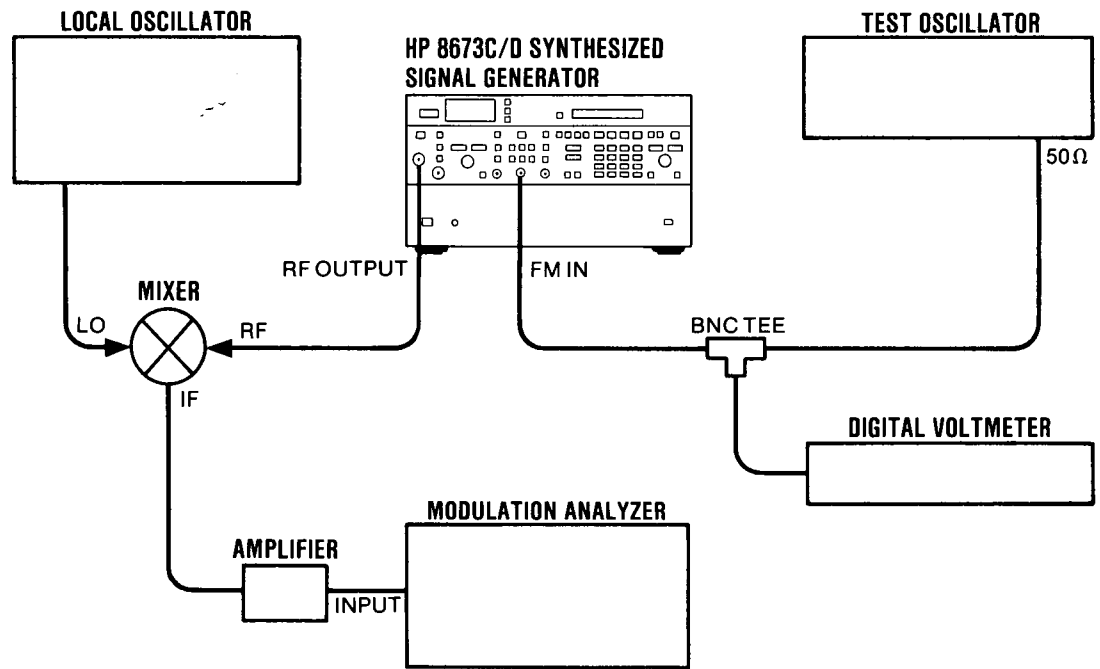 LOCAL OSCILLATOR
HP 8673C/D SYNTHESIZED
SIGNAL GENERATOR
TEST OSCILLATOR
50Ω
RF OUTPUT
FM IN
MIXER
LO
RF
BNC TEE
IF
DIGITAL VOLTMETER
MODULATION ANALYZER
AMPLIFIER
INPUT